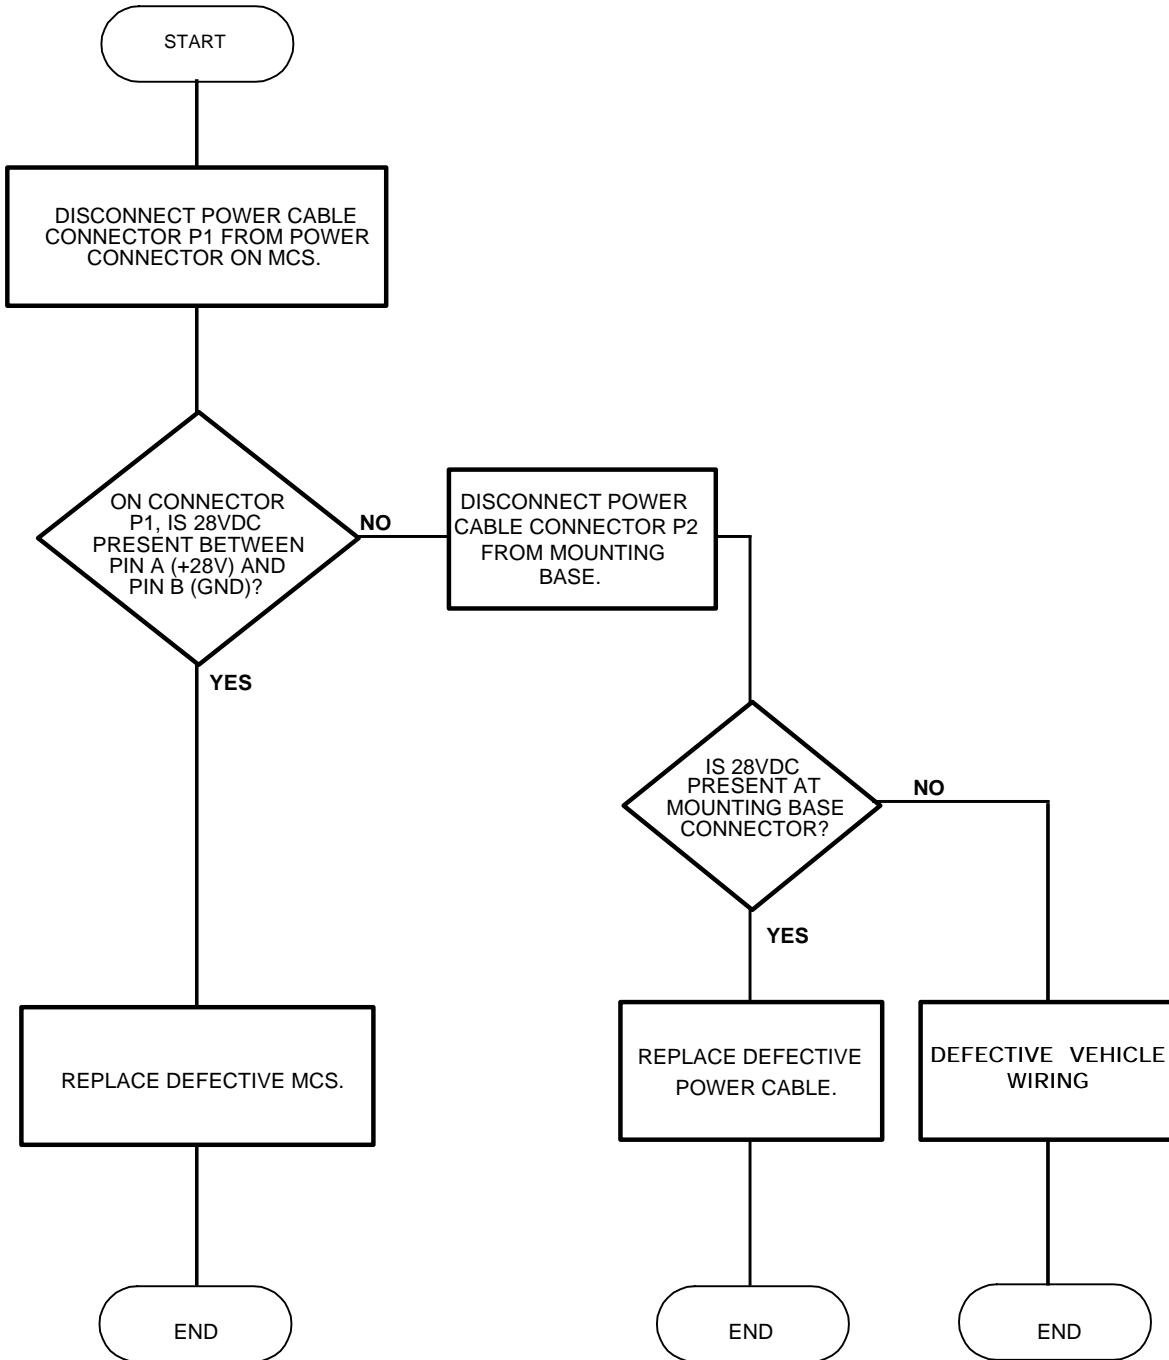 START
DISCONNECT POWER CABLE
CONNECTOR P1 FROM POWER
CONNECTOR ON MCS.
ON CONNECTOR
P1, IS 28VDC
PRESENT BETWEEN
PIN A (+28V) AND
PIN B (GND)?
NO
DISCONNECT POWER
CABLE CONNECTOR P2
FROM MOUNTING
BASE.
YES
IS 28VDC
PRESENT AT
MOUNTING BASE
CONNECTOR?
NO
YES
REPLACE DEFECTIVE MCS.
REPLACE DEFECTIVE
POWER CABLE.
DEFECTIVE VEHICLE
WIRING
END
END
END